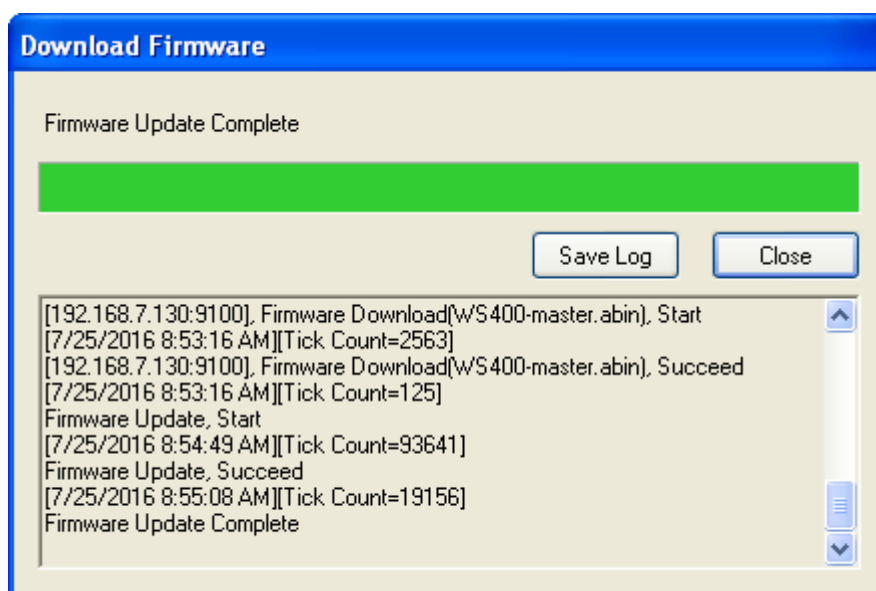 Download Firmware
Firmware Update Complete
Save Log
Close
[192.168.7.130:9100], Firmware Download(WS400-master.abin), Start
[7/25/2016 8:53:16 AM][Tick Count=2563]
[192.168.7.130:9100], Firmware Download(WS400-master.abin), Succeed
[7/25/2016 8:53:16 AM][Tick Count=125]
Firmware Update, Start
[7/25/2016 8:54:49 AM][Tick Count=93641]
Firmware Update, Succeed
[7/25/2016 8:55:08 AM][Tick Count=19156]
Firmware Update Complete